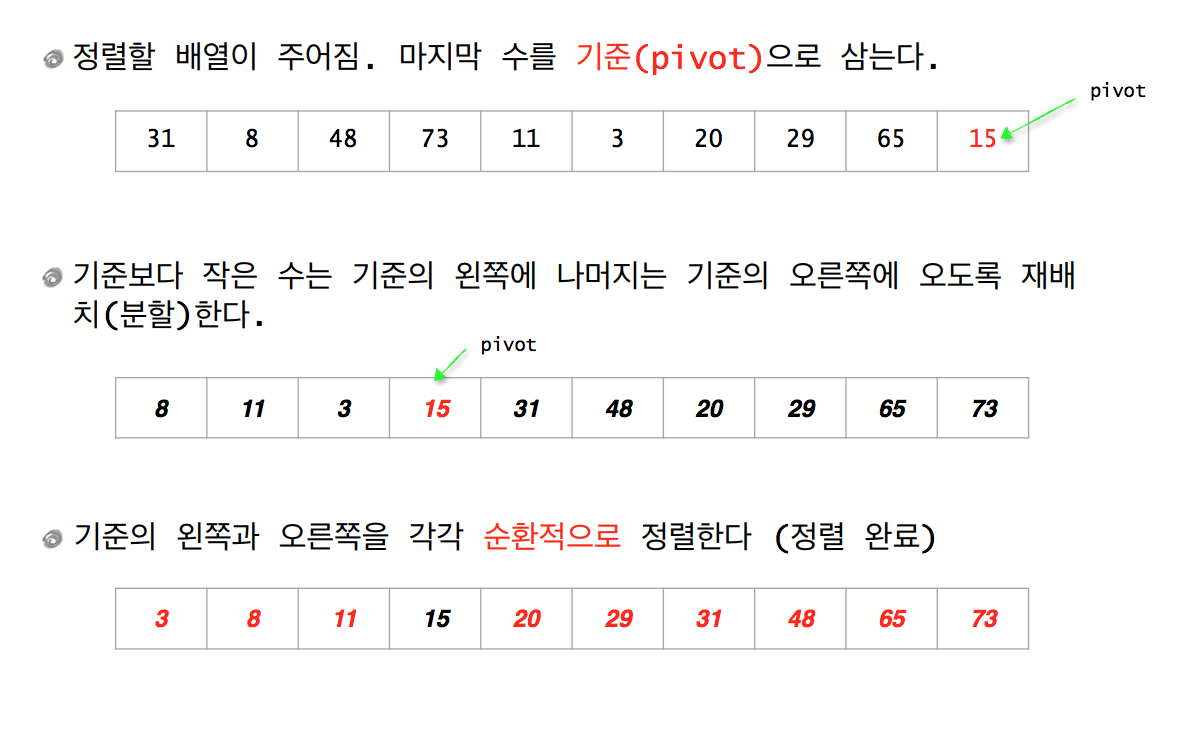 정렬할 배열이 주어짐. 마지막 수를 기준(pivot)으로 삼는다.
pivot
31 8 48 73 11 3 20 29 65 15
기준보다 작은 수는 기준의 왼쪽에 나머지는 기준의 오른쪽에 오도록 재배
치(분할)한다.
pivot
8 11 3 15 31 48 20 29 65 73
기준의 왼쪽과 오른쪽을 각각 순환적으로 정렬한다 (정렬 완료)
3 8 11 15 20 29 31 48 65 73